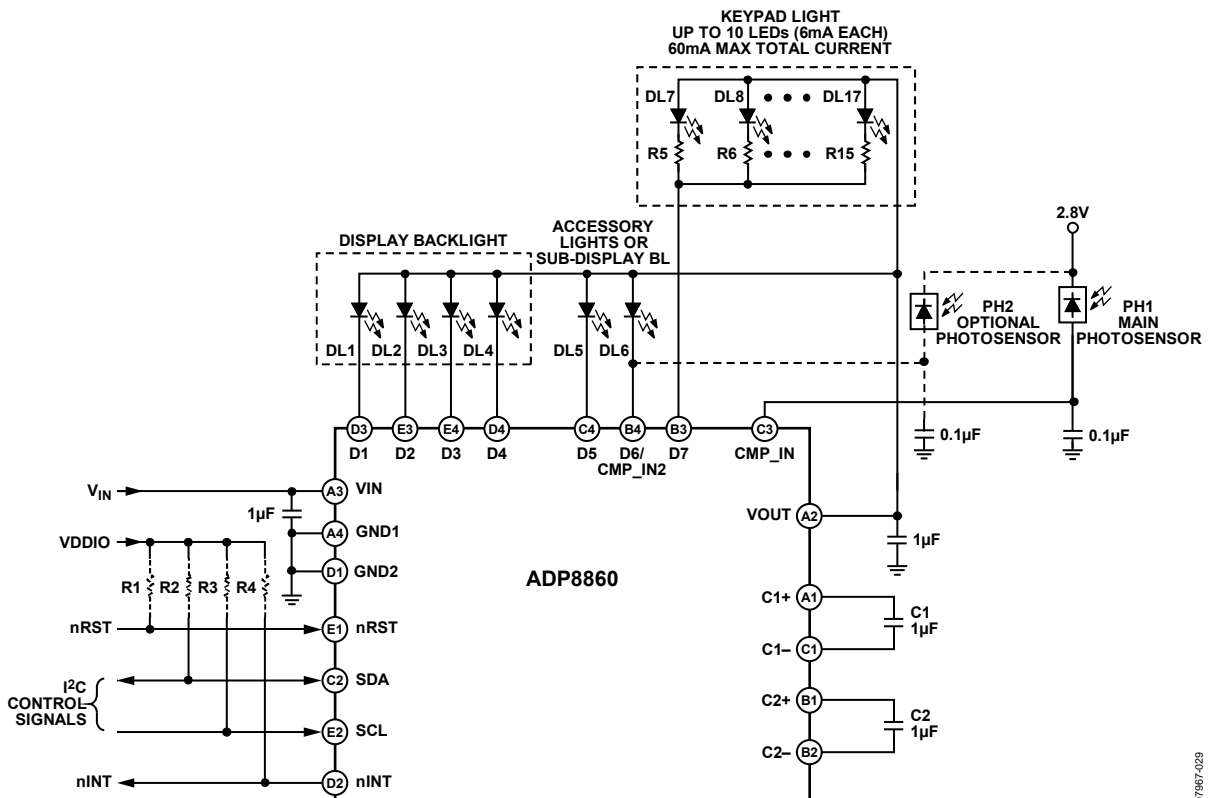 KEYPAD LIGHT
UP TO 10 LEDs (6mA EACH)
60mA MAX TOTAL CURRENT
DL7
DL8
DL17
R5
R6
R15
DISPLAY BACKLIGHT
ACCESSORY
LIGHTS OR
SUB-DISPLAY BL
2.8V
DL1
DL2
DL3
DL4
DL5
DL6
PH2
OPTIONAL
PHOTOSENSOR
PH1
MAIN
PHOTOSENSOR
0.1µF
0.1µF
D3
E3
E4
D4
C4
B4
B3
C3
D1
D2
D3
D4
D5
D6/
CMP_IN2
D7
CMP_IN
VIN
A3
VIN
1µF
A4
GND1
VDDIO
D1
GND2
R1
R2
R3
R4
nRST
E1
nRST
I2C
CONTROL
SIGNALS
C2
SDA
E2
SCL
nINT
D2
nINT
ADP8860
VOUT
A2
1µF
C1+
A1
C1
1µF
C1–
C1
C2+
B1
C2
1µF
C2–
B2
07967-029